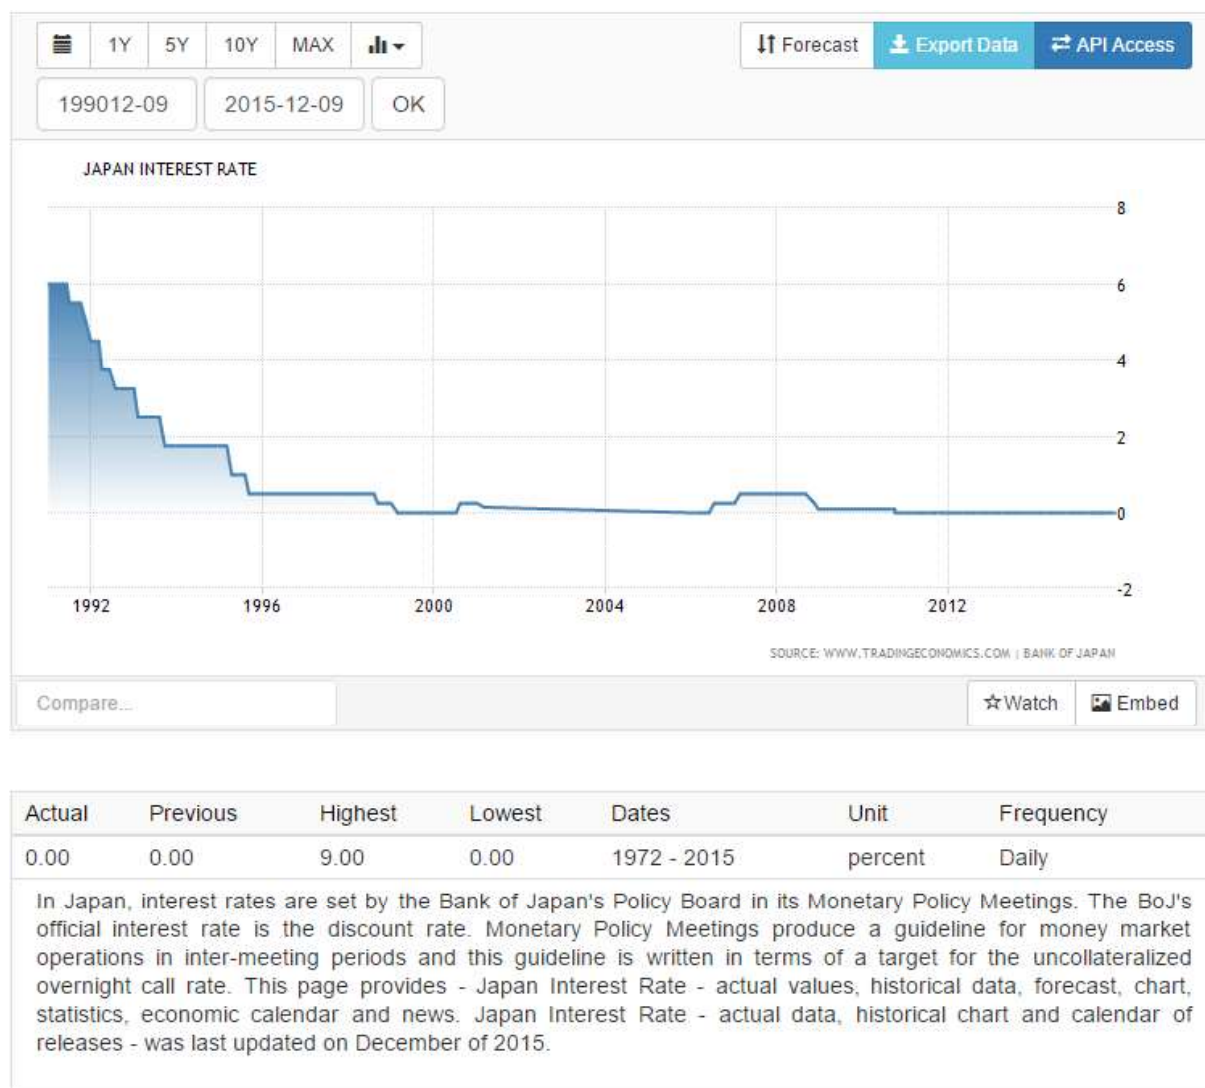 1Y 5Y 10Y MAX Forecast Export Data API Access
199012-09 2015-12-09 OK
JAPAN INTEREST RATE
8
6
4
2
0
-2
1992 1996 2000 2004 2008 2012
SOURCE: WWW.TRADINGECONOMICS.COM | BANK OF JAPAN
Compare... Watch Embed
Actual Previous Highest Lowest Dates Unit Frequency
0.00 0.00 9.00 0.00 1972 - 2015 percent Daily
In Japan, interest rates are set by the Bank of Japan's Policy Board in its Monetary Policy Meetings. The BoJ's
official interest rate is the discount rate. Monetary Policy Meetings produce a guideline for money market
operations in inter-meeting periods and this guideline is written in terms of a target for the uncollateralized
overnight call rate. This page provides - Japan Interest Rate - actual values, historical data, forecast, chart,
statistics, economic calendar and news. Japan Interest Rate - actual data, historical chart and calendar of
releases - was last updated on December of 2015.